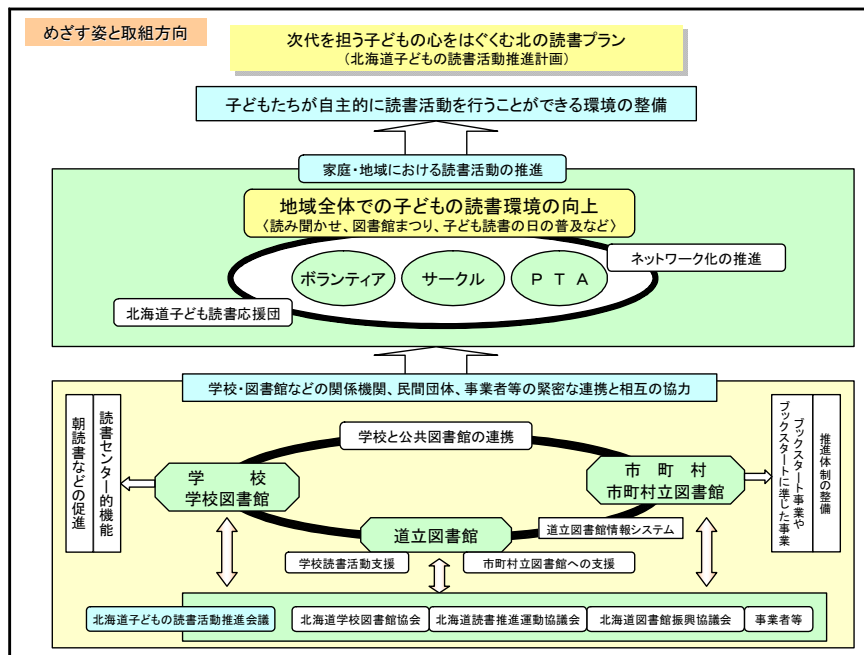 めざす姿と取組方向
次代を担う子どもの心をはぐくむ北の読書プラン
（北海道子どもの読書活動推進計画）
子どもたちが自主的に読書活動を行うことができる環境の整備
家庭・地域における読書活動の推進
地域全体での子どもの読書環境の向上
〈読み聞かせ、図書館まつり、子ども読書の日の普及など〉
ネットワーク化の推進
ボランティア
サークル
ＰＴＡ
北海道子ども読書応援団
学校・図書館などの関係機関、民間団体、事業者等の緊密な連携と相互の協力
学校と公共図書館の連携
読書センター的機能
朝読書などの促進
学　校
学校図書館
市　町　村
市町村立図書館
推進体制の整備
ブックスタート事業や
ブックスタートに準じた事業
道立図書館
道立図書館情報システム
学校読書活動支援
市町村立図書館への支援
北海道子どもの読書活動推進会議
北海道学校図書館協会
北海道読書推進運動協議会
北海道図書館振興協議会
事業者等